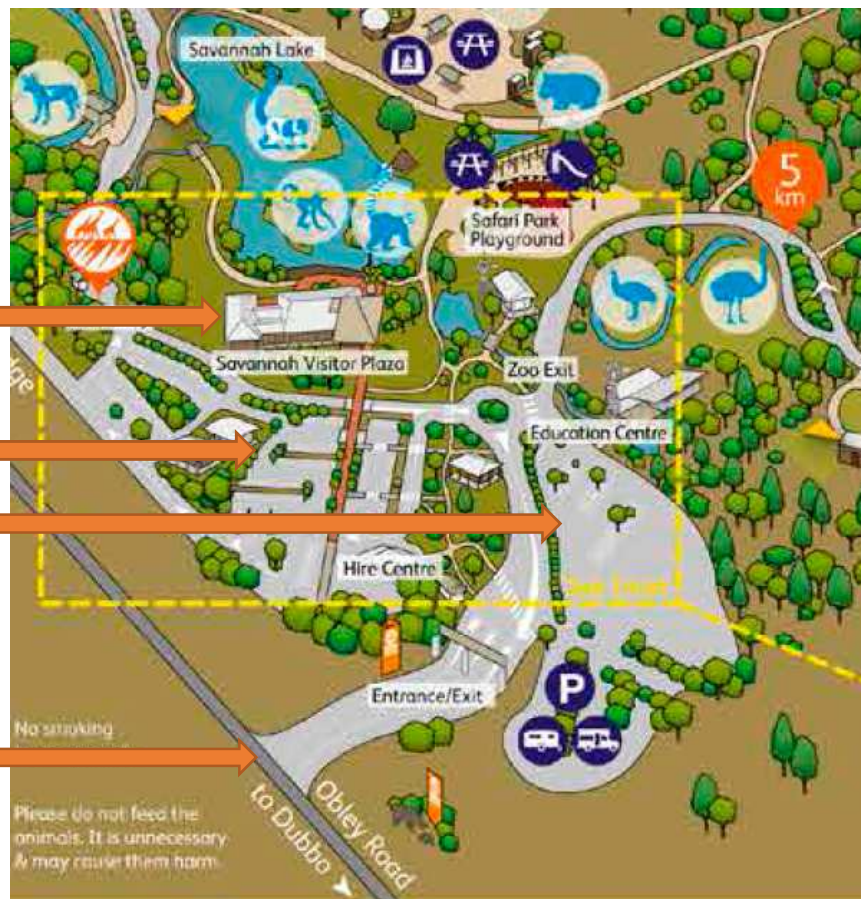 Savannah Lake
5
km
Safari Park
Playground
Savannah Visitor Plaza
Zoo Exit
Education Centre
Hire Centre
Entrance/Exit
P
No smoking
Please do not feed the
animals. It is unnecessary
& may cause them harm.
to Dubbo
Obley Road